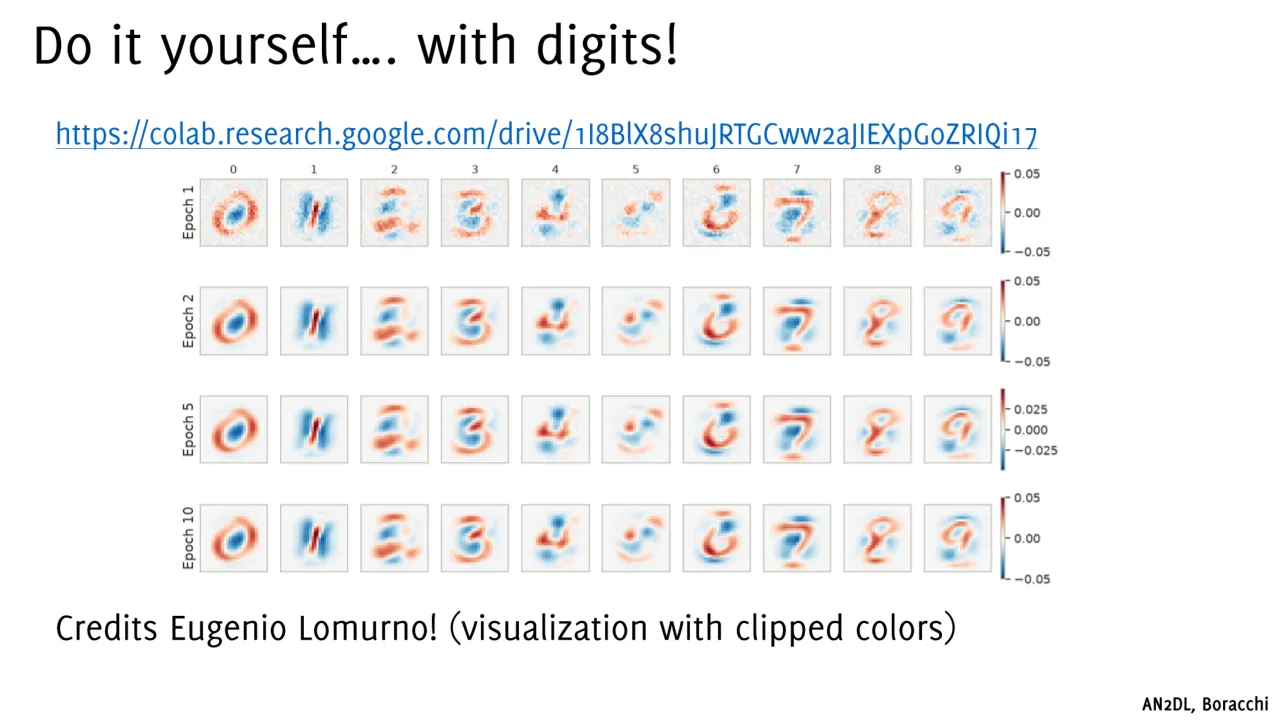 Do it yourself.... with digits!
https://colab.research.google.com/drive/1I8BlX8shuJRTGCww2aJIEXpGoZRIQi17
0 1 2 3 4 5 6 7 8 9
Epoch 1
0.05
0.00
−0.05
Epoch 2
0.05
0.00
−0.05
Epoch 5
0.025
0.000
−0.025
Epoch 10
0.05
0.00
−0.05
Credits Eugenio Lomurno! (visualization with clipped colors)
AN2DL, Boracchi